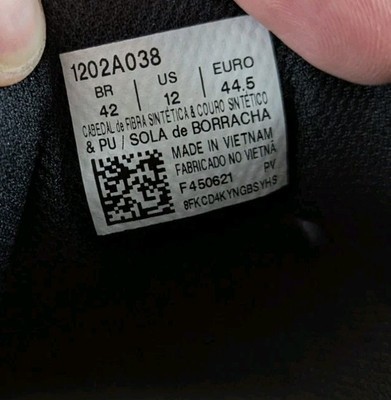 1202A038
BR | US | EURO
42 | 12 | 44.5
CABEDAL de FIBRA SINTÉTICA & COURO SINTÉTICO
& PU / SOLA de BORRACHA
MADE IN VIETNAM
FABRICADO NO VIETNÃ
F450621 PV
8FKCD4KYNGBSYHS